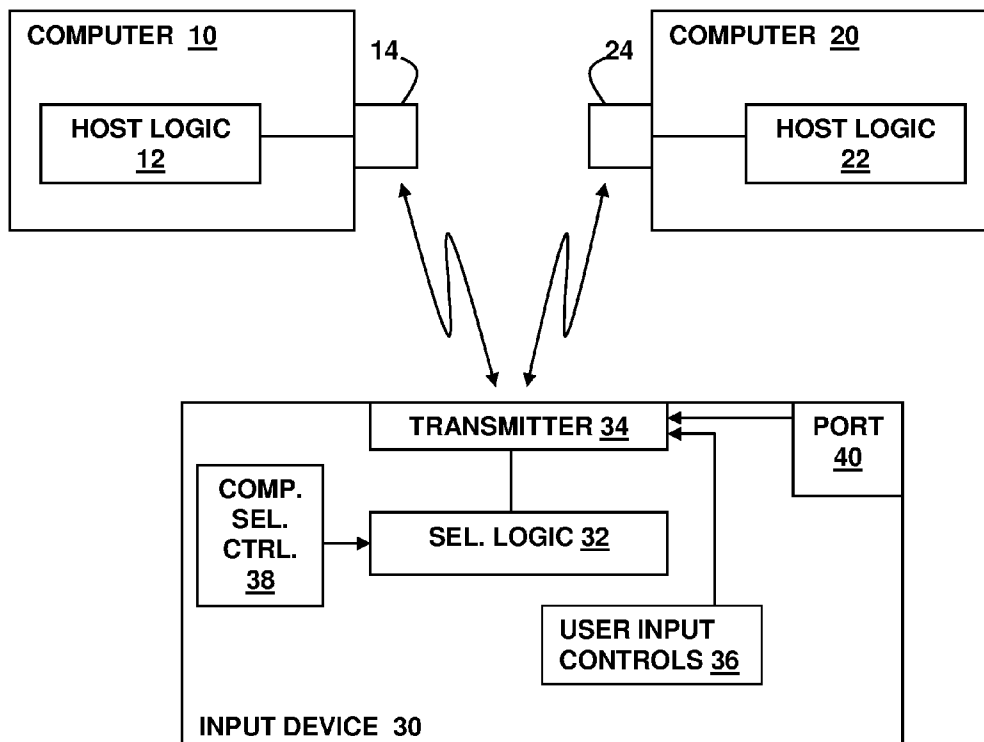 COMPUTER 10
HOST LOGIC
12
14
24
COMPUTER 20
HOST LOGIC
22
TRANSMITTER 34
PORT
40
COMP.
SEL.
CTRL.
38
SEL. LOGIC 32
USER INPUT
CONTROLS 36
INPUT DEVICE 30